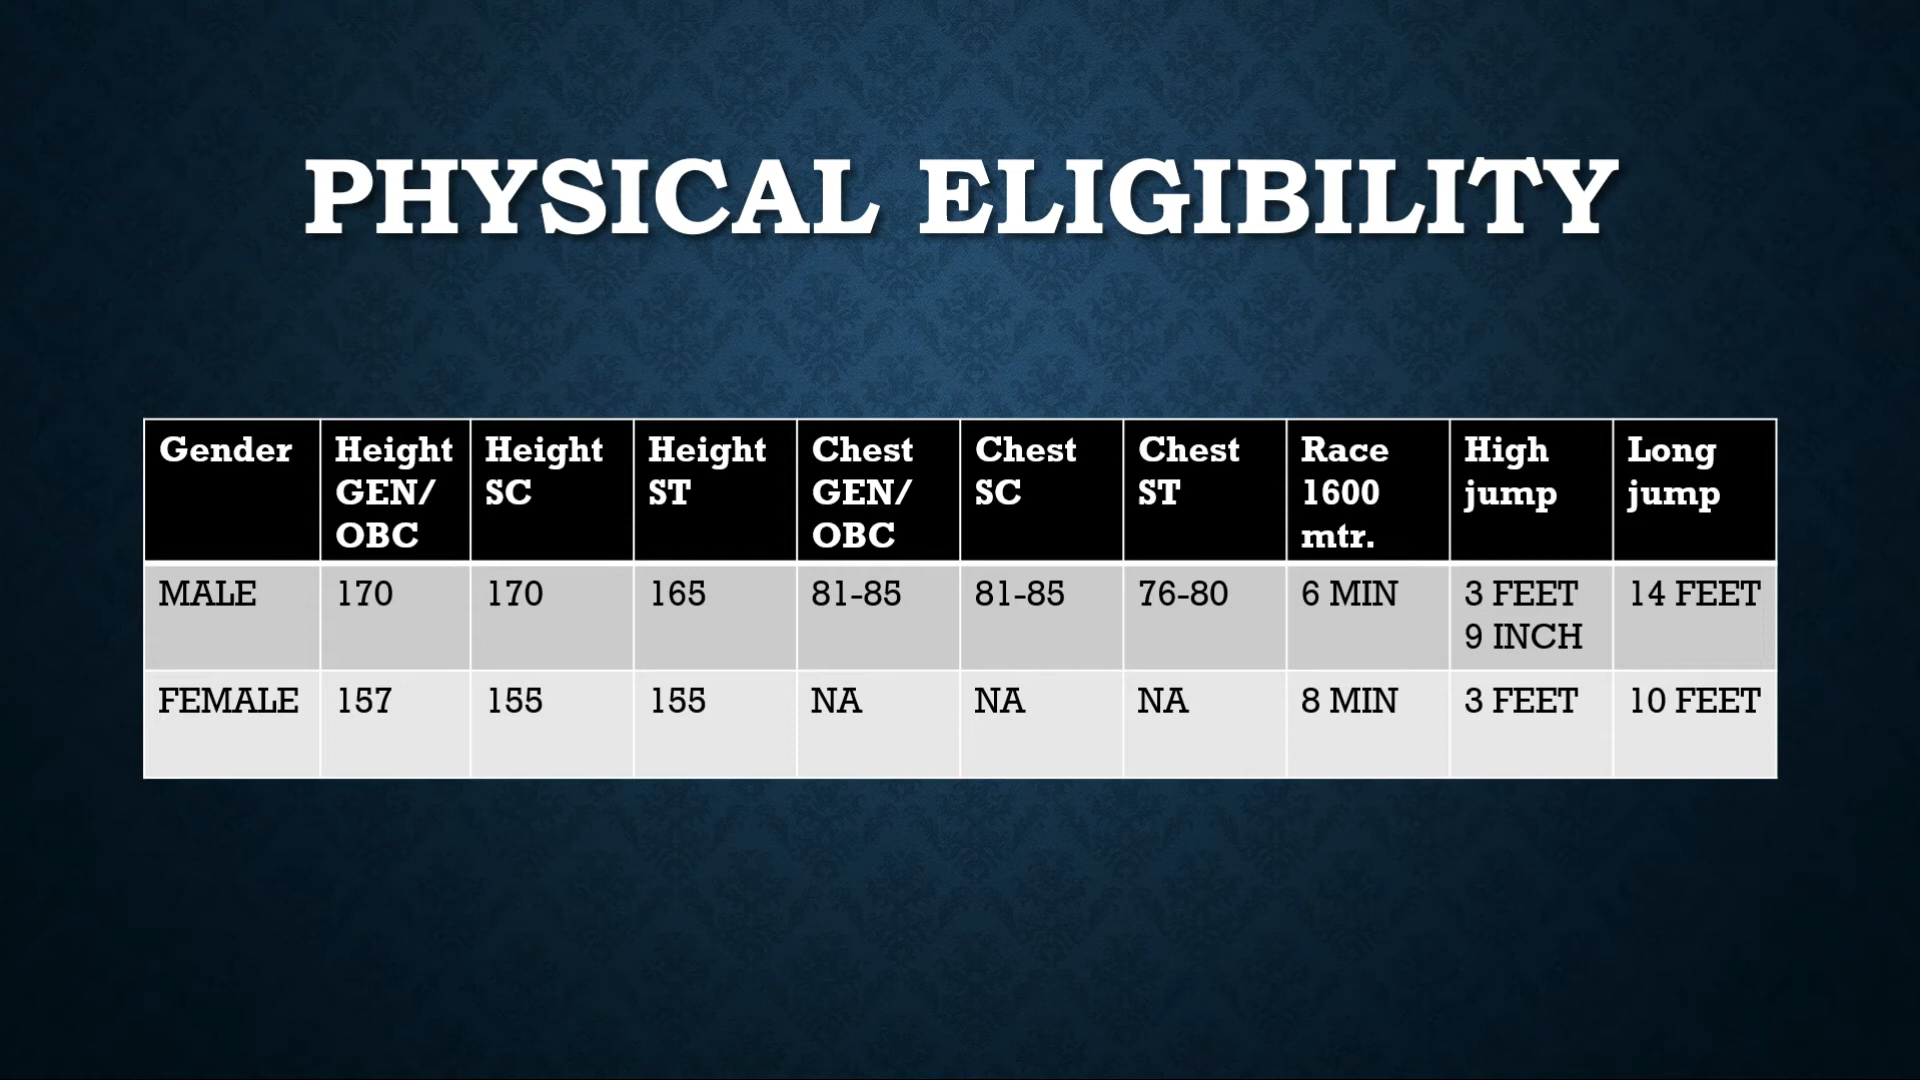 PHYSICAL ELIGIBILITY
Gender Height GEN/ OBC Height SC Height ST Chest GEN/ OBC Chest SC Chest ST Race 1600 mtr. High jump Long jump
MALE 170 170 165 81-85 81-85 76-80 6 MIN 3 FEET 9 INCH 14 FEET
FEMALE 157 155 155 NA NA NA 8 MIN 3 FEET 10 FEET